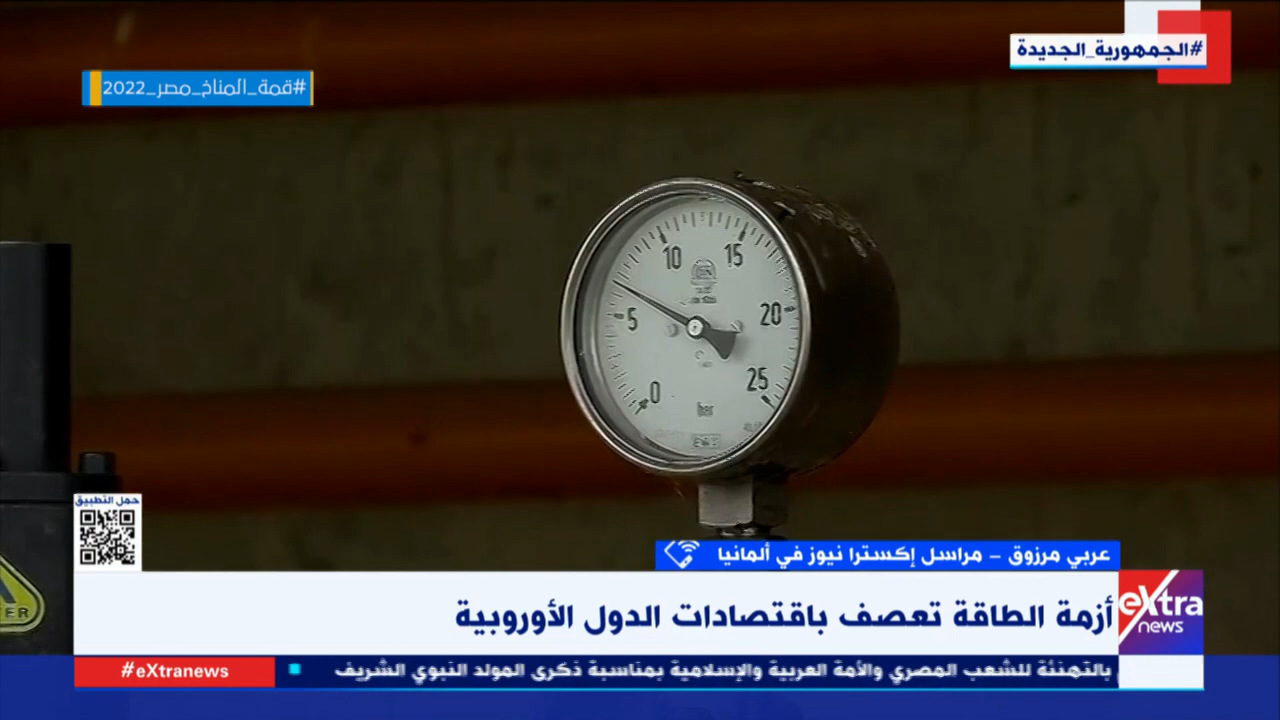 #الجمهورية_الجديدة
#قمة_المناخ_مصر_2022
10
15
5
20
0
25
bar
حمل التطبيق
عربي مرزوق – مراسل إكسترا نيوز في ألمانيا
أزمة الطاقة تعصف باقتصادات الدول الأوروبية
eXtra
news
#eXtranews
بالتهنئة للشعب المصري والأمة العربية والإسلامية بمناسبة ذكرى المولد النبوي الشريف